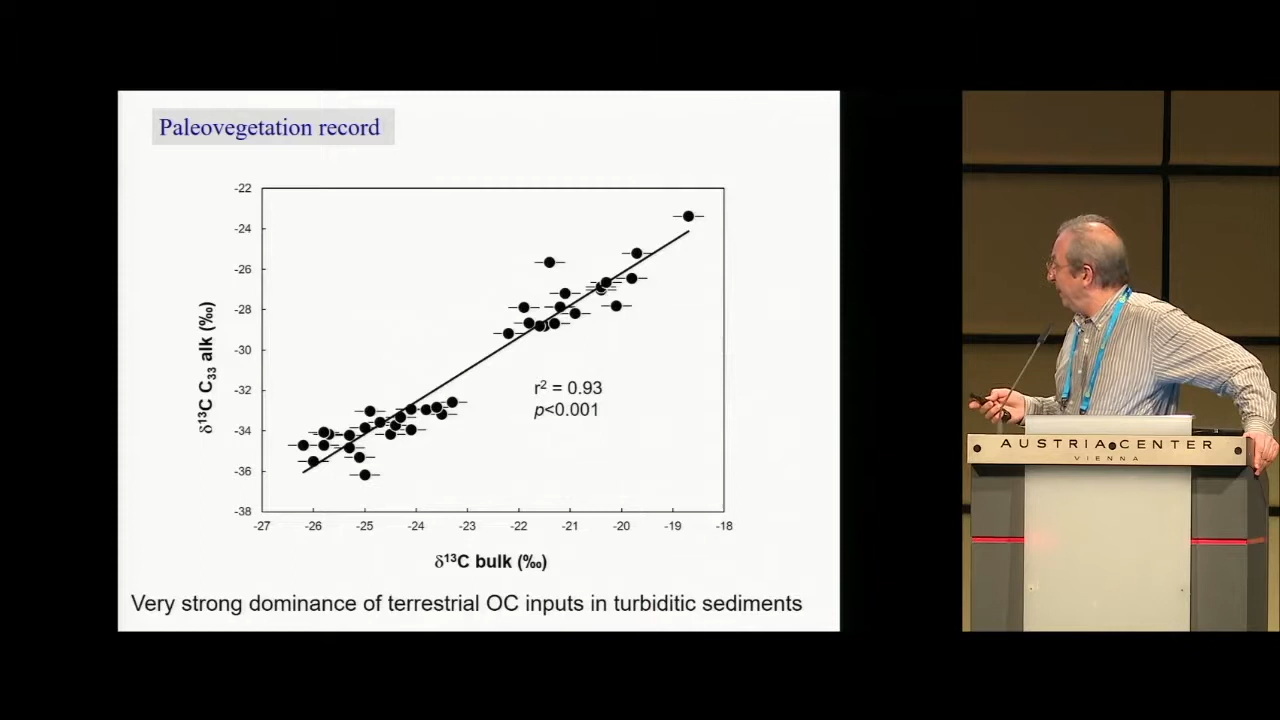 Paleovegetation record
-22
-24
-26
-28
-30
-32
-34
-36
-38
δ13C C33 alk (‰)
r2 = 0.93
p<0.001
-27 -26 -25 -24 -23 -22 -21 -20 -19 -18
δ13C bulk (‰)
Very strong dominance of terrestrial OC inputs in turbiditic sediments
AUSTRIA CENTER
VIENNA